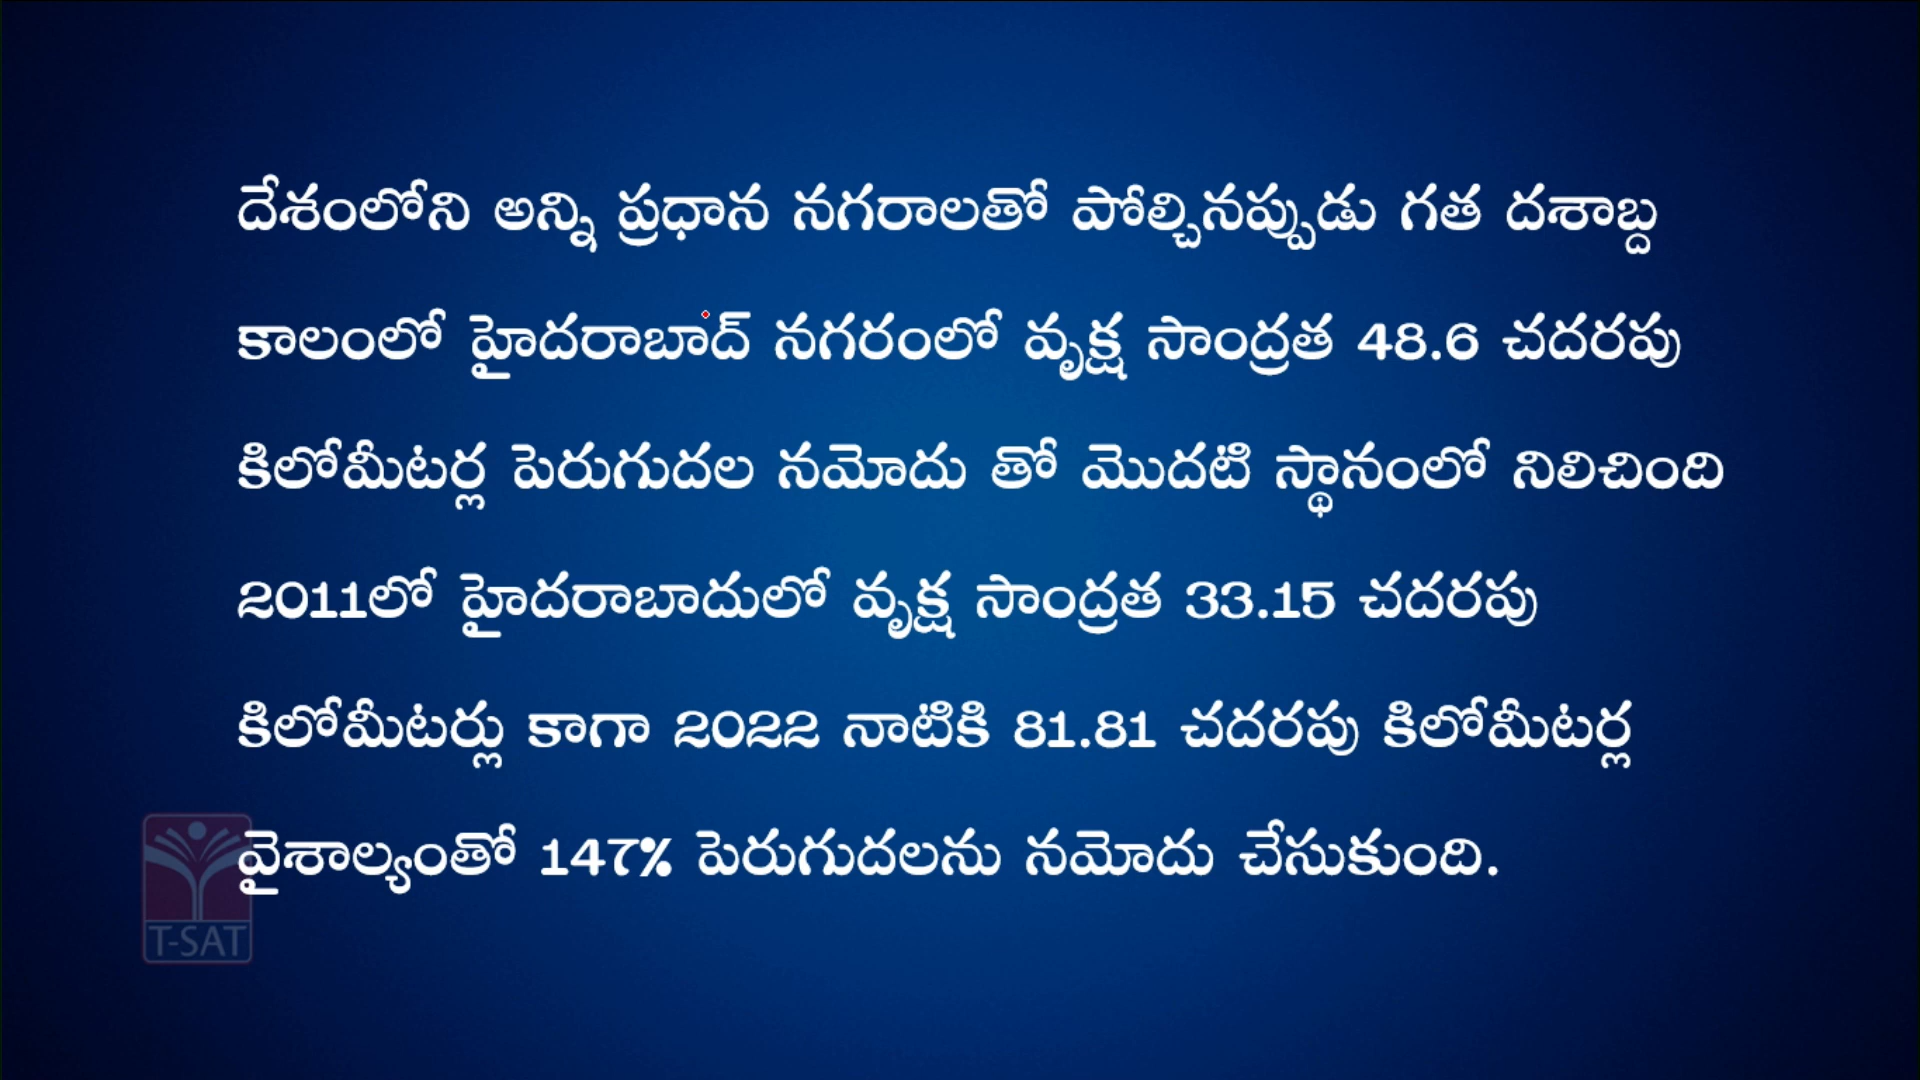 దేశంలోని అన్ని ప్రధాన నగరాలతో పోల్చినప్పుడు గత దశాబ్ద
కాలంలో హైదరాబాద్ నగరంలో వృక్ష సాంద్రత 48.6 చదరపు
కిలోమీటర్ల పెరుగుదల నమోదు తో మొదటి స్థానంలో నిలిచింది
2011లో హైదరాబాదులో వృక్ష సాంద్రత 33.15 చదరపు
కిలోమీటర్లు కాగా 2022 నాటికి 81.81 చదరపు కిలోమీటర్ల
వైశాల్యంతో 147% పెరుగుదలను నమోదు చేసుకుంది.
T-SAT